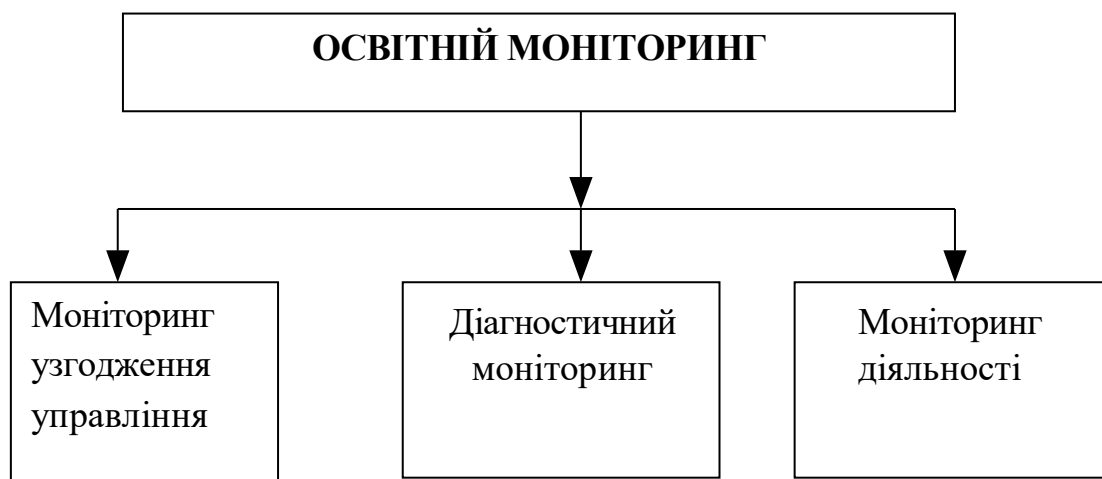 ОСВІТНІЙ МОНІТОРИНГ
Моніторинг
узгодження
управління
Діагностичний
моніторинг
Моніторинг
діяльності